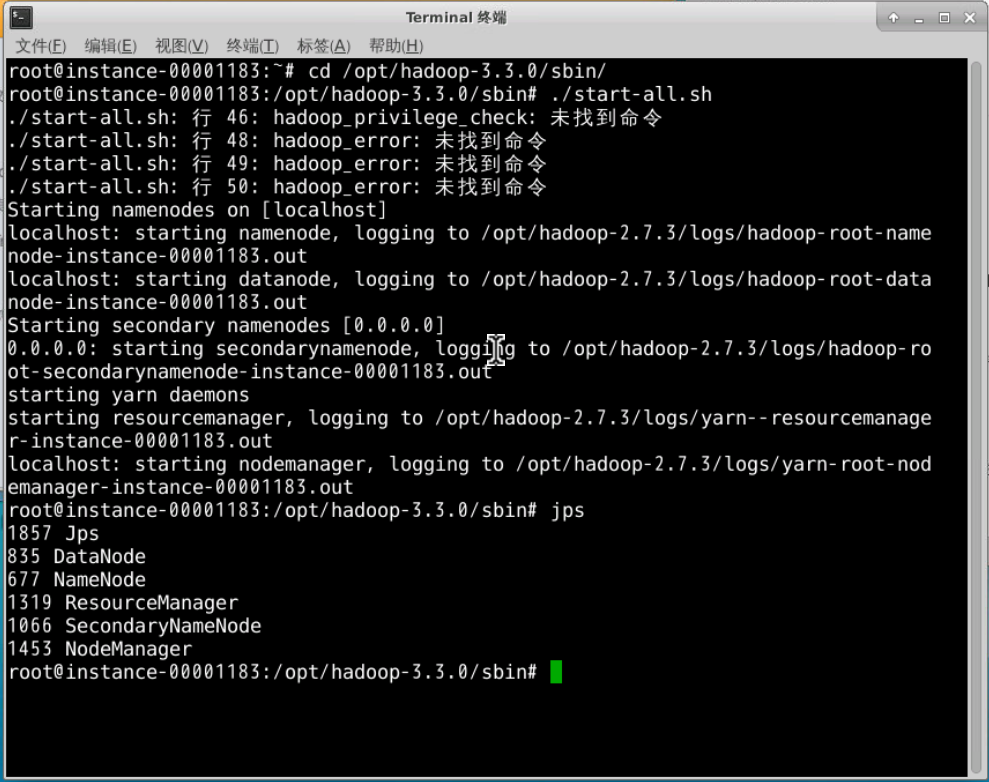 Terminal 终端
文件(F) 编辑(E) 视图(V) 终端(T) 标签(A) 帮助(H)
root@instance-00001183:~# cd /opt/hadoop-3.3.0/sbin/
root@instance-00001183:/opt/hadoop-3.3.0/sbin# ./start-all.sh
./start-all.sh: 行 46: hadoop_privilege_check: 未找到命令
./start-all.sh: 行 48: hadoop_error: 未找到命令
./start-all.sh: 行 49: hadoop_error: 未找到命令
./start-all.sh: 行 50: hadoop_error: 未找到命令
Starting namenodes on [localhost]
localhost: starting namenode, logging to /opt/hadoop-2.7.3/logs/hadoop-root-name
node-instance-00001183.out
localhost: starting datanode, logging to /opt/hadoop-2.7.3/logs/hadoop-root-data
node-instance-00001183.out
Starting secondary namenodes [0.0.0.0]
0.0.0.0: starting secondarynamenode, logging to /opt/hadoop-2.7.3/logs/hadoop-ro
ot-secondarynamenode-instance-00001183.out
starting yarn daemons
starting resourcemanager, logging to /opt/hadoop-2.7.3/logs/yarn--resourcemanage
r-instance-00001183.out
localhost: starting nodemanager, logging to /opt/hadoop-2.7.3/logs/yarn-root-nod
emanager-instance-00001183.out
root@instance-00001183:/opt/hadoop-3.3.0/sbin# jps
1857 Jps
835 DataNode
677 NameNode
1319 ResourceManager
1066 SecondaryNameNode
1453 NodeManager
root@instance-00001183:/opt/hadoop-3.3.0/sbin#